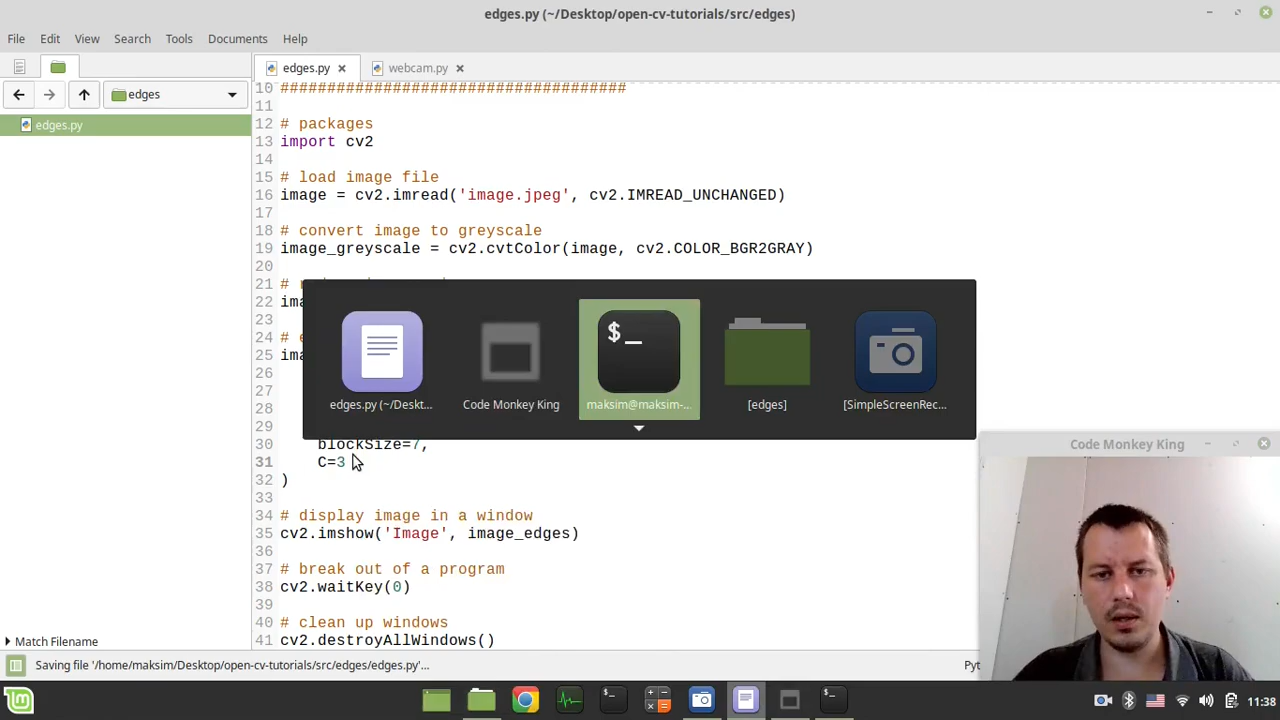 edges.py (~/Desktop/open-cv-tutorials/src/edges)
File Edit View Search Tools Documents Help
edges.py
webcam.py
edges
edges.py
10 #####################################
11
12 # packages
13 import cv2
14
15 # load image file
16 image = cv2.imread('image.jpeg', cv2.IMREAD_UNCHANGED)
17
18 # convert image to greyscale
19 image_greyscale = cv2.cvtColor(image, cv2.COLOR_BGR2GRAY)
20
21 #
22 ima
23
24 #
25 ima
26
27
28
29
30 blockSize=7,
31 C=3
32 )
33
34 # display image in a window
35 cv2.imshow('Image', image_edges)
36
37 # break out of a program
38 cv2.waitKey(0)
39
40 # clean up windows
41 cv2.destroyAllWindows()
$_
edges.py (~/Deskt...
Code Monkey King
maksim@maksim-...
[edges]
[SimpleScreenRec...
Code Monkey King
Match Filename
Saving file '/home/maksim/Desktop/open-cv-tutorials/src/edges/edges.py'...
Pyt
11:38